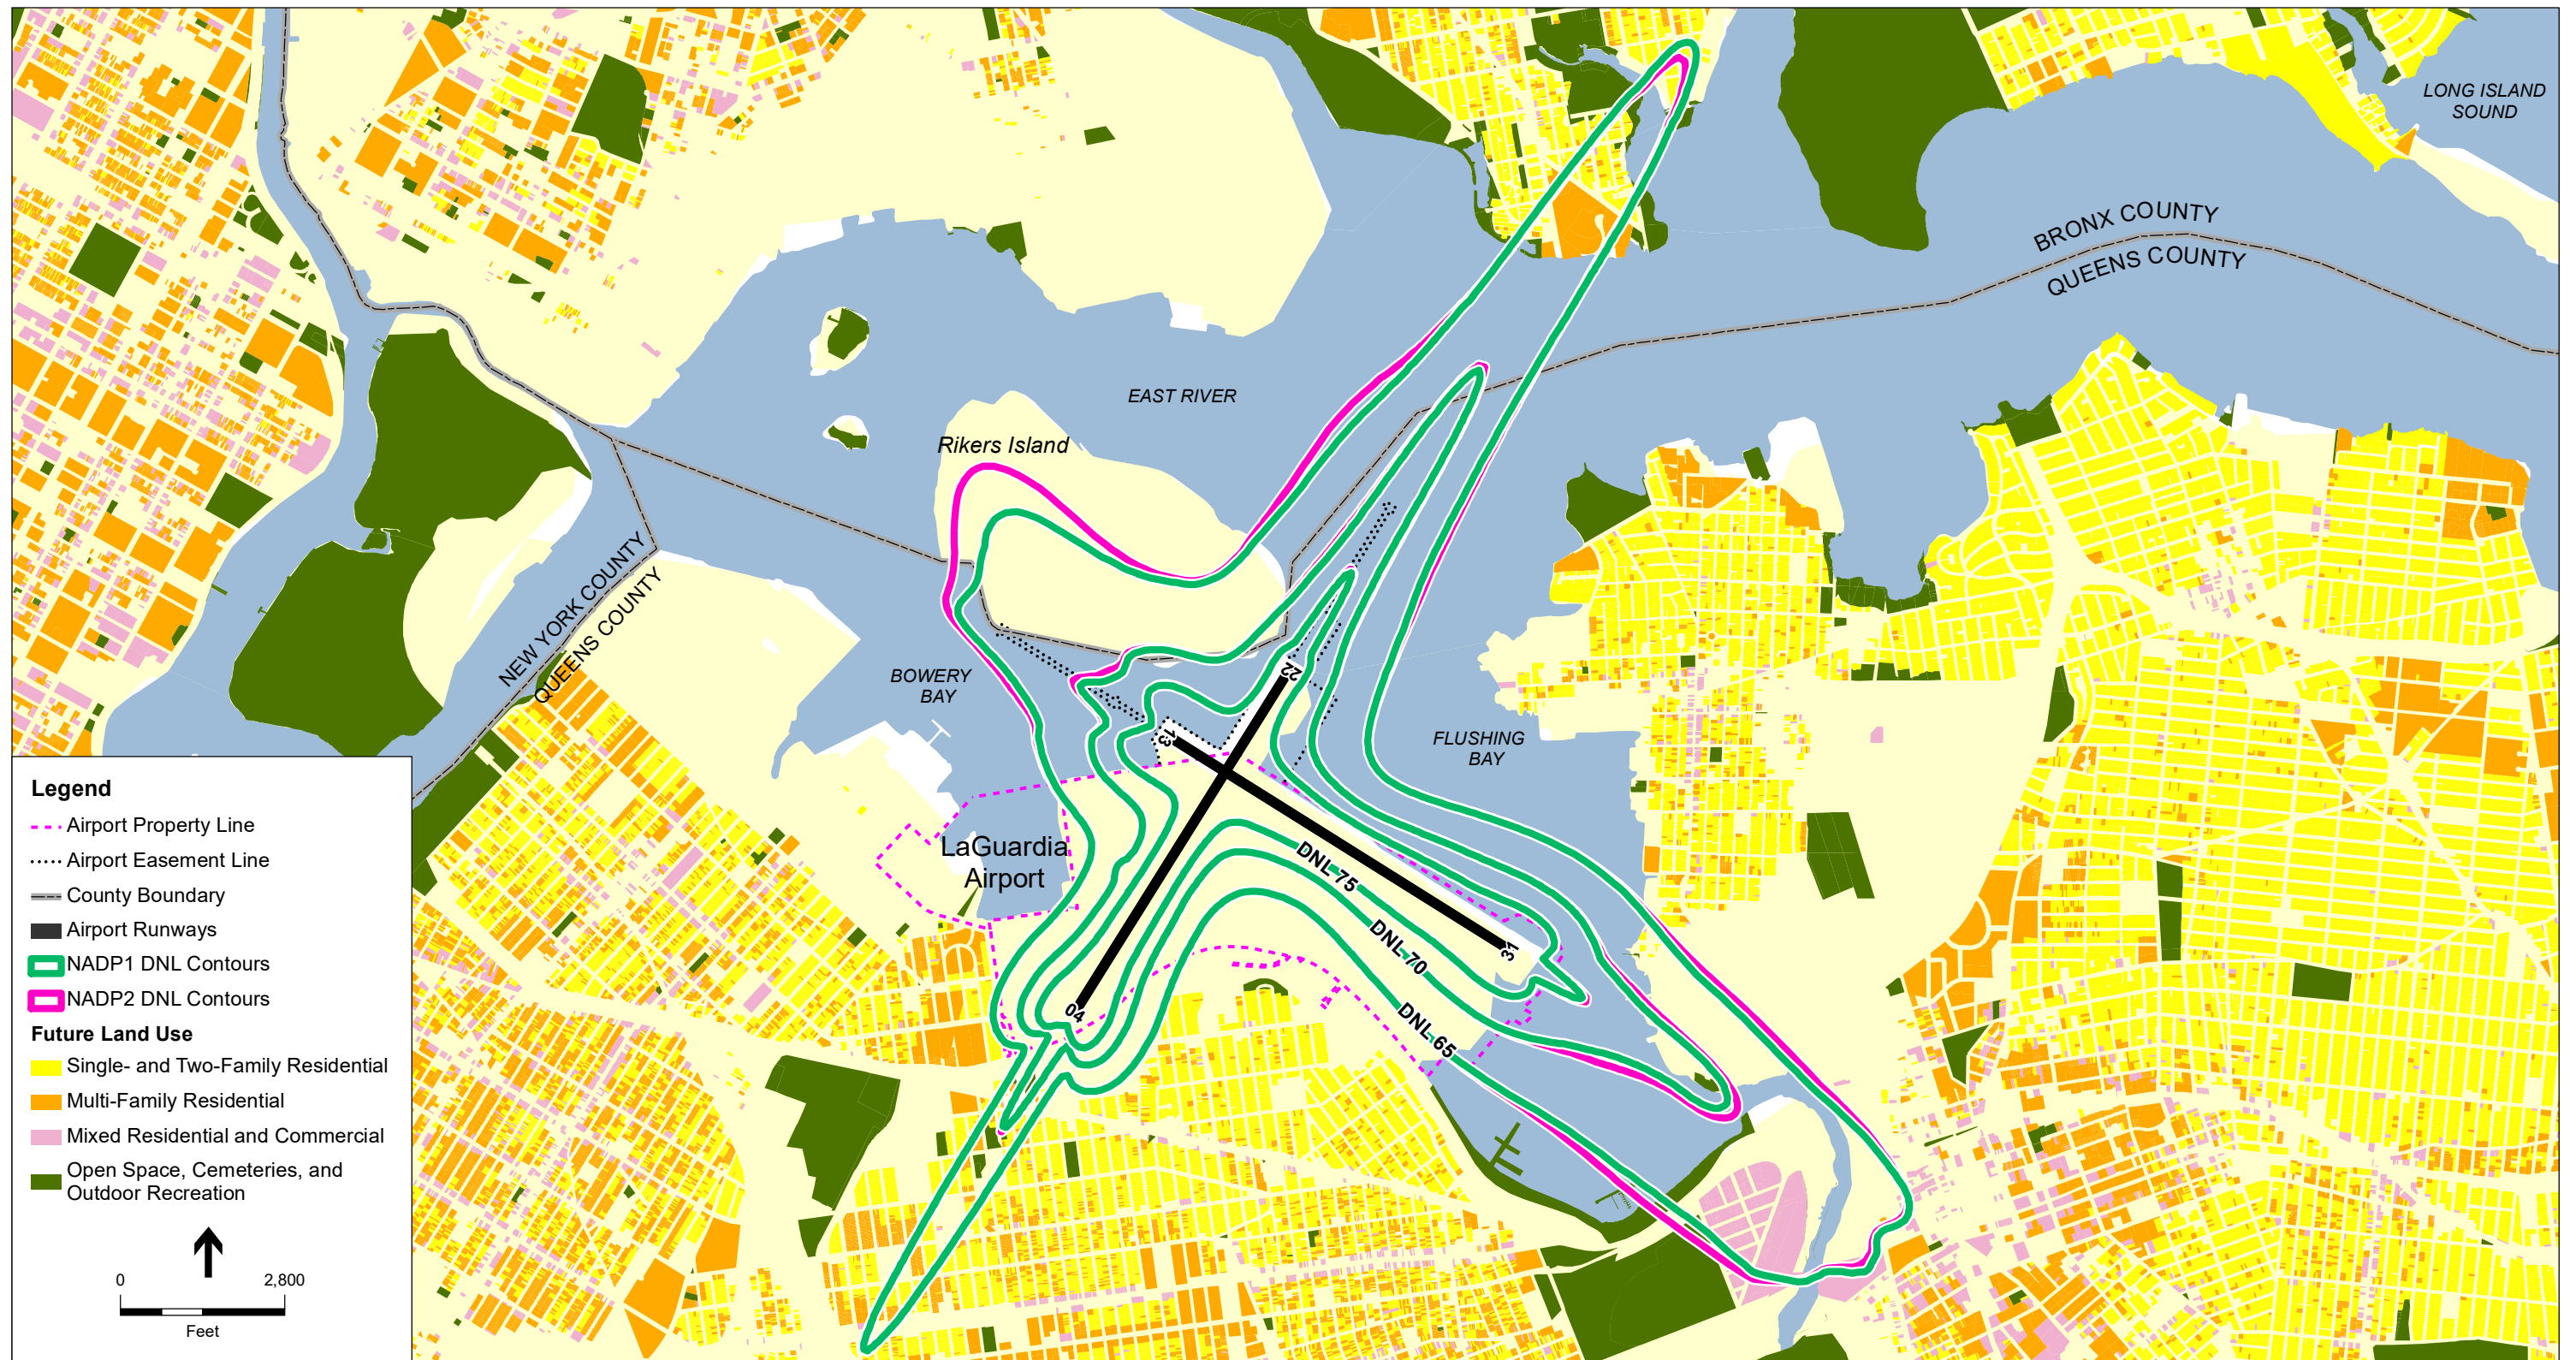 LONG ISLAND
SOUND
BRONX COUNTY
QUEENS COUNTY
EAST RIVER
Rikers Island
NEW YORK COUNTY
QUEENS COUNTY
BOWERY
BAY
FLUSHING
BAY
22
13
LaGuardia
Airport
DNL 75
DNL 70
31
04
DNL 65
Legend
Airport Property Line
Airport Easement Line
County Boundary
Airport Runways
NADP1 DNL Contours
NADP2 DNL Contours
Future Land Use
Single- and Two-Family Residential
Multi-Family Residential
Mixed Residential and Commercial
Open Space, Cemeteries, and
Outdoor Recreation
0 2,800
Feet